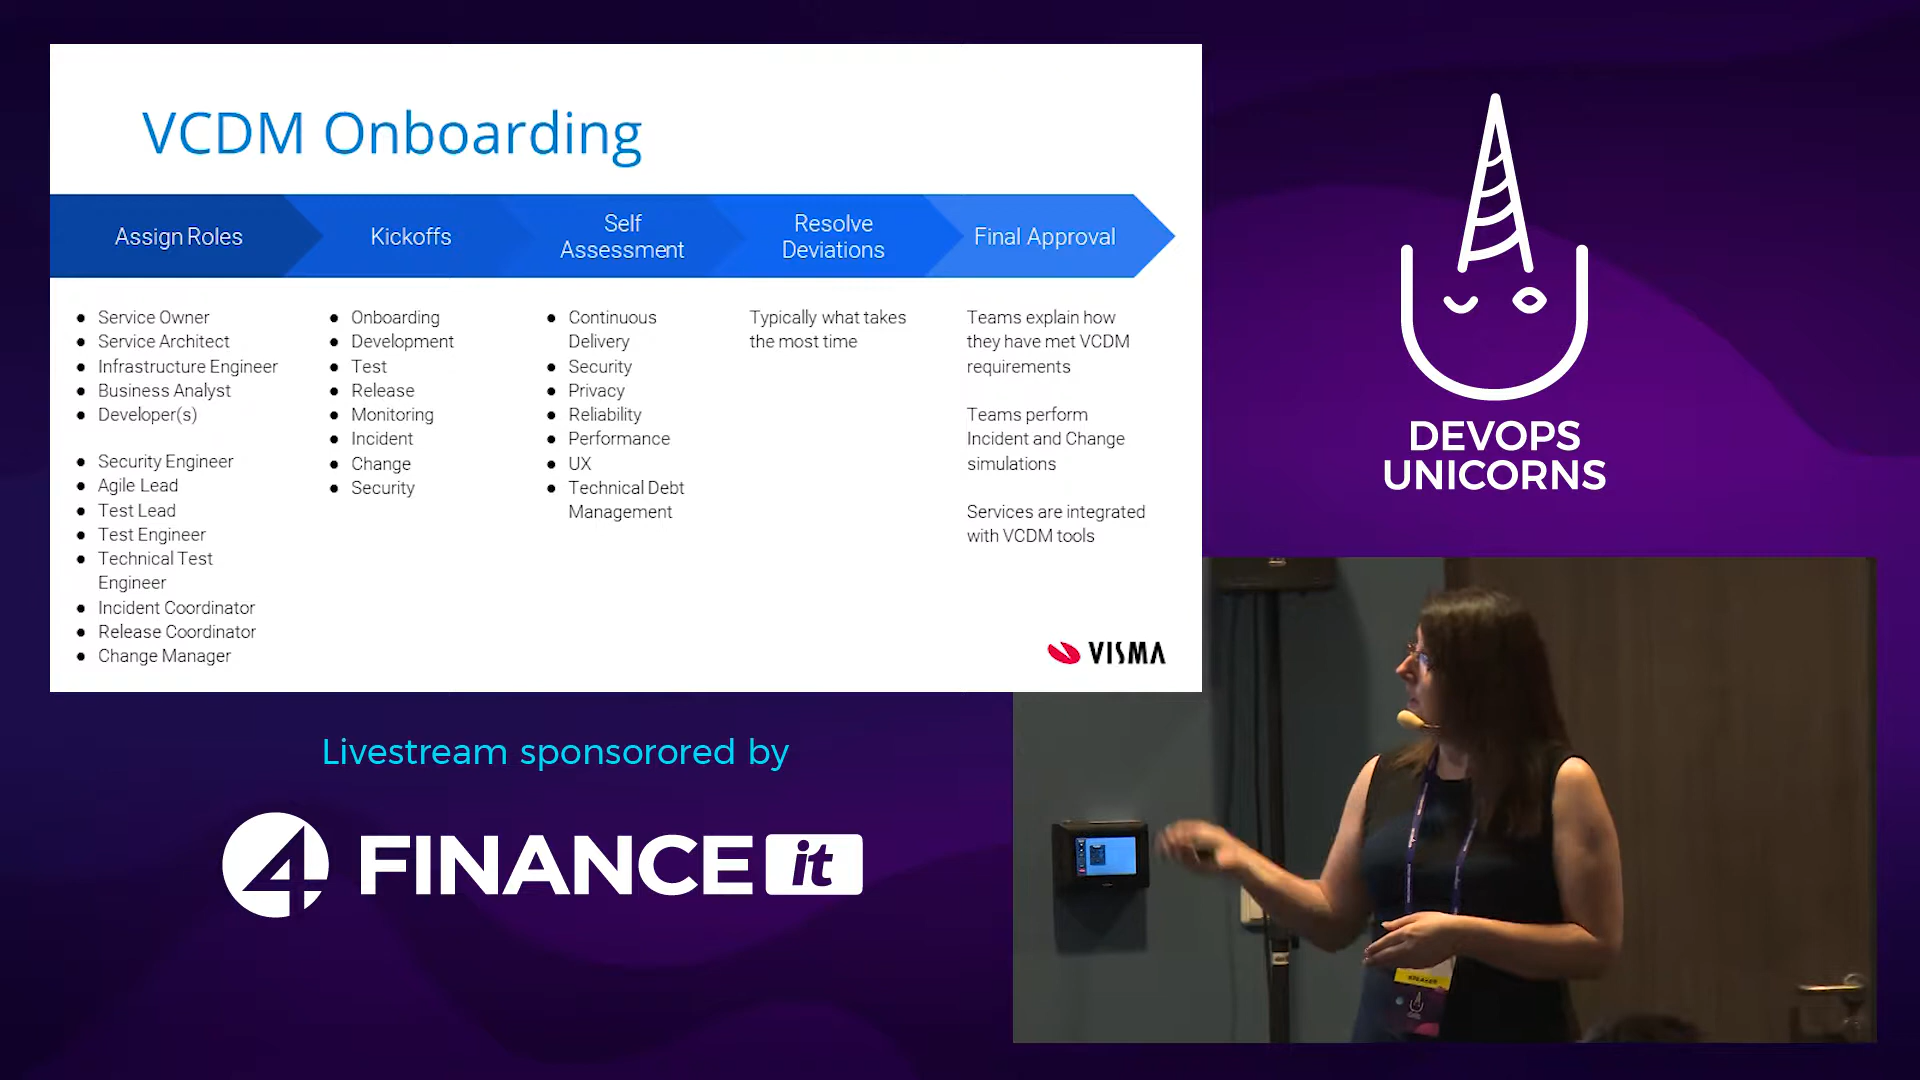 VCDM Onboarding
Assign Roles
Kickoffs
Self
Assessment
Resolve
Deviations
Final Approval
Service Owner
Service Architect
Infrastructure Engineer
Business Analyst
Developer(s)
Security Engineer
Agile Lead
Test Lead
Test Engineer
Technical Test
Engineer
Incident Coordinator
Release Coordinator
Change Manager
Onboarding
Development
Test
Release
Monitoring
Incident
Change
Security
Continuous
Delivery
Security
Privacy
Reliability
Performance
UX
Technical Debt
Management
Typically what takes
the most time
Teams explain how
they have met VCDM
requirements
Teams perform
Incident and Change
simulations
Services are integrated
with VCDM tools
VISMA
DEVOPS
UNICORNS
Livestream sponsorored by
4FINANCE it
SPEAKER